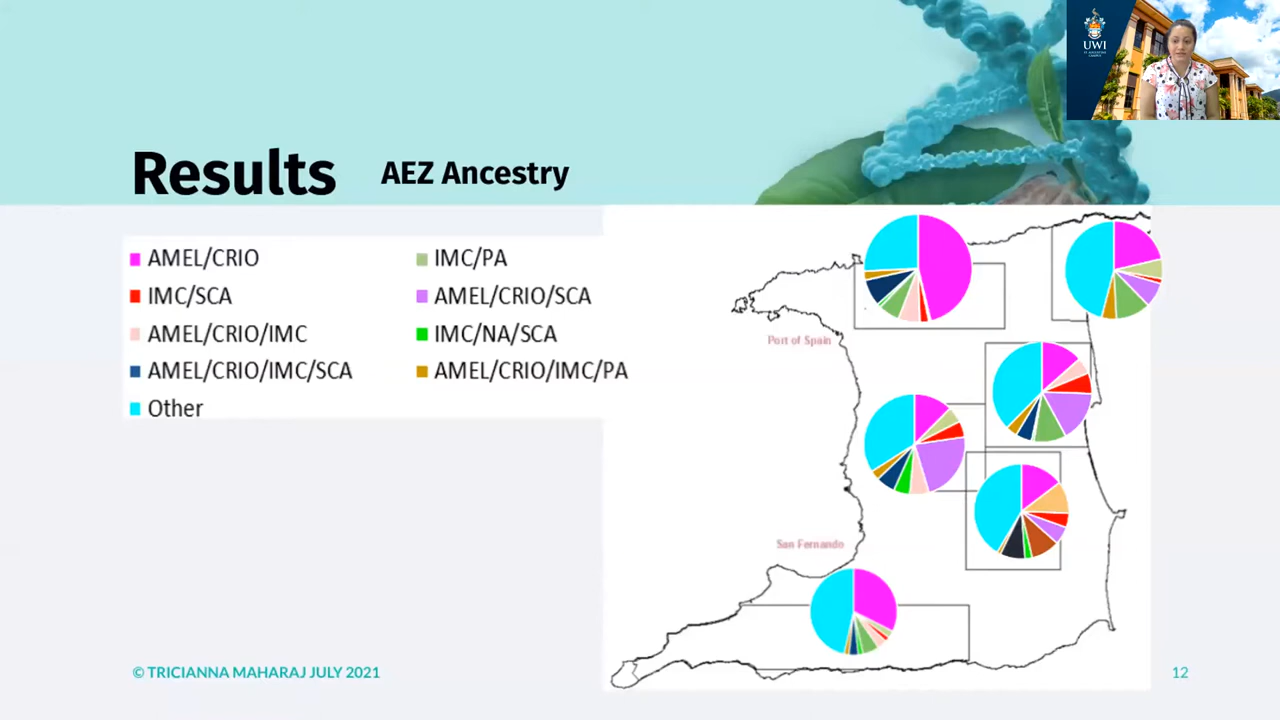 UWI
Results
AEZ Ancestry
AMEL/CRIO
IMC/PA
IMC/SCA
AMEL/CRIO/SCA
AMEL/CRIO/IMC
IMC/NA/SCA
AMEL/CRIO/IMC/SCA
AMEL/CRIO/IMC/PA
Other
Port of Spain
San Fernando
© TRICIANNA MAHARAJ JULY 2021
12